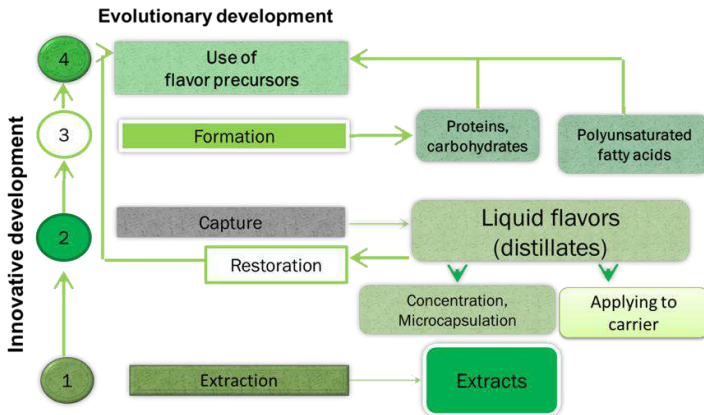 Evolutionary development
Innovative development
4
Use of
flavor precursors
3
Formation
Proteins,
carbohydrates
Polyunsaturated
fatty acids
2
Capture
Liquid flavors
(distillates)
Restoration
Concentration,
Microcapsulation
Applying to
carrier
1
Extraction
Extracts